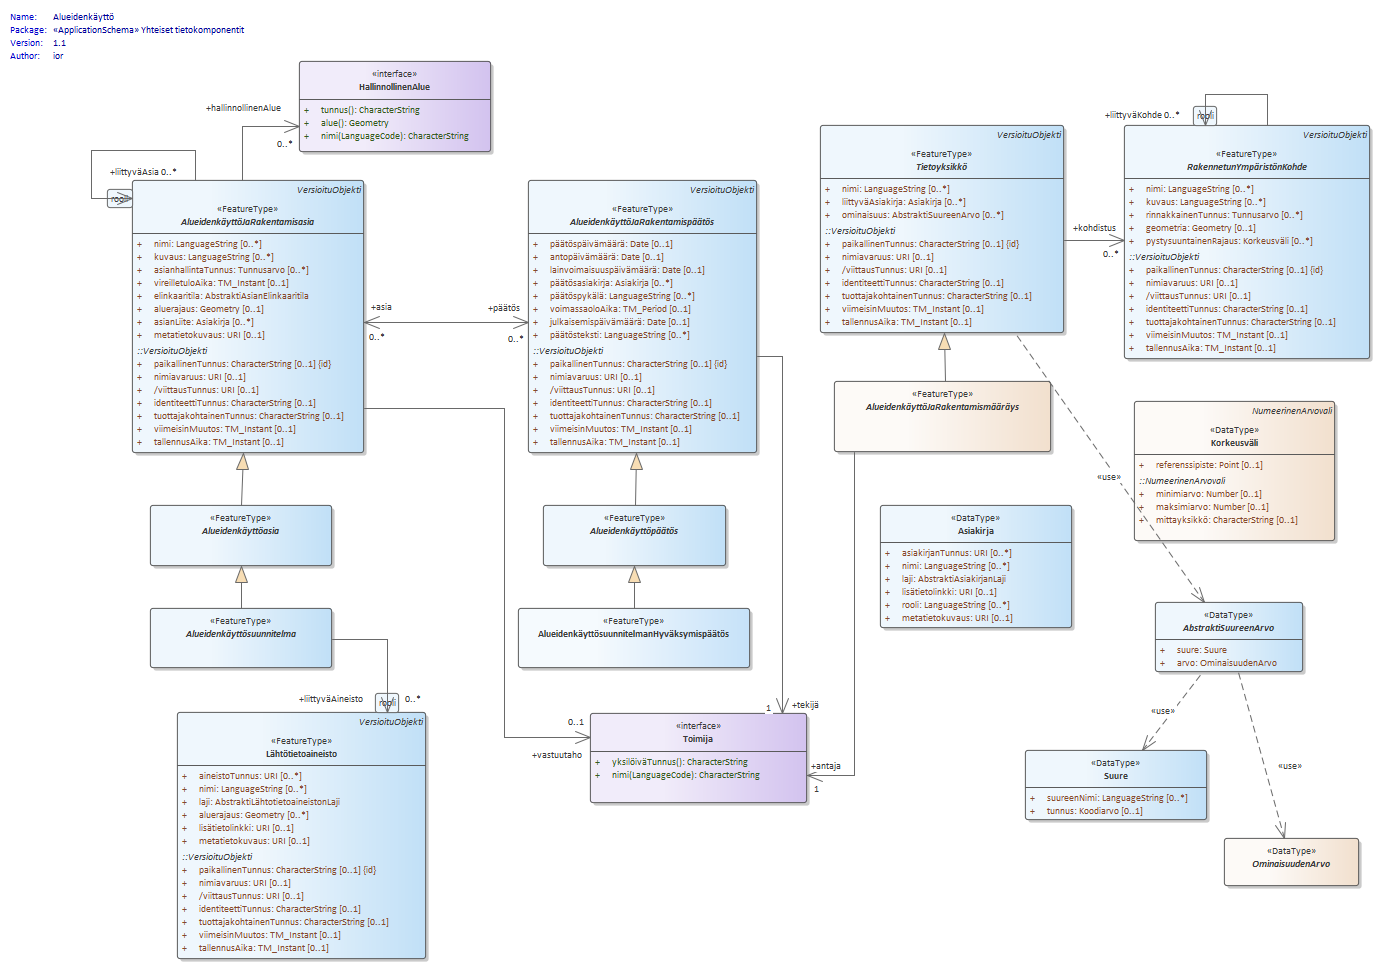 Name: Alueidenkäyttö
Package: «ApplicationSchema» Yhteiset tietokomponentit
Version: 1.1
Author: ior
«interface»
HallinnollinenAlue
+ tunnus(): CharacterString
+ alue(): Geometry
+ nimi(LanguageCode): CharacterString
+hallinnollinenAlue
0..*
+liittyväAsia 0..*
rooli
VersioituObjekti
«FeatureType»
AlueidenkäyttöJaRakentamisasia
+ nimi: LanguageString [0..*]
+ kuvaus: LanguageString [0..*]
+ asianhallintaTunnus: Tunnusarvo [0..*]
+ vireilletuloAika: TM_Instant [0..1]
+ elinkaaritila: AbstraktiAsianElinkaaritila
+ aluerajaus: Geometry [0..1]
+ asianLiite: Asiakirja [0..*]
+ metatietokuvaus: URI [0..1]
::VersioituObjekti
+ paikallinenTunnus: CharacterString [0..1] {id}
+ nimiavaruus: URI [0..1]
+ /viittausTunnus: URI [0..1]
+ identiteettiTunnus: CharacterString [0..1]
+ tuottajakohtainenTunnus: CharacterString [0..1]
+ viimeisinMuutos: TM_Instant [0..1]
+ tallennusAika: TM_Instant [0..1]
+asia
0..*
+päätös
0..*
VersioituObjekti
«FeatureType»
AlueidenkäyttöJaRakentamispäätös
+ päätöspäivämäärä: Date [0..1]
+ antopäivämäärä: Date [0..1]
+ lainvoimaisuuspäivämäärä: Date [0..1]
+ päätösasiakirja: Asiakirja [0..*]
+ päätöspykälä: LanguageString [0..*]
+ voimassaoloAika: TM_Period [0..1]
+ julkaisemispäivämäärä: Date [0..1]
+ päätösteksti: LanguageString [0..*]
::VersioituObjekti
+ paikallinenTunnus: CharacterString [0..1] {id}
+ nimiavaruus: URI [0..1]
+ /viittausTunnus: URI [0..1]
+ identiteettiTunnus: CharacterString [0..1]
+ tuottajakohtainenTunnus: CharacterString [0..1]
+ viimeisinMuutos: TM_Instant [0..1]
+ tallennusAika: TM_Instant [0..1]
VersioituObjekti
«FeatureType»
Tietoyksikkö
+ nimi: LanguageString [0..*]
+ liittyväAsiakirja: Asiakirja [0..*]
+ ominaisuus: AbstraktiSuureenArvo [0..*]
::VersioituObjekti
+ paikallinenTunnus: CharacterString [0..1] {id}
+ nimiavaruus: URI [0..1]
+ /viittausTunnus: URI [0..1]
+ identiteettiTunnus: CharacterString [0..1]
+ tuottajakohtainenTunnus: CharacterString [0..1]
+ viimeisinMuutos: TM_Instant [0..1]
+ tallennusAika: TM_Instant [0..1]
+kohdistus
0..*
+liittyväKohde 0..*
rooli
VersioituObjekti
«FeatureType»
RakennetunYmpäristönKohde
+ nimi: LanguageString [0..*]
+ kuvaus: LanguageString [0..*]
+ rinnakkainenTunnus: Tunnusarvo [0..*]
+ geometria: Geometry [0..1]
+ pystysuuntainenRajaus: Korkeusväli [0..*]
::VersioituObjekti
+ paikallinenTunnus: CharacterString [0..1] {id}
+ nimiavaruus: URI [0..1]
+ /viittausTunnus: URI [0..1]
+ identiteettiTunnus: CharacterString [0..1]
+ tuottajakohtainenTunnus: CharacterString [0..1]
+ viimeisinMuutos: TM_Instant [0..1]
+ tallennusAika: TM_Instant [0..1]
«FeatureType»
AlueidenkäyttöJaRakentamismääräys
«use»
NumeerinenArvovali
«DataType»
Korkeusväli
+ referenssipiste: Point [0..1]
::NumeerinenArvovali
+ minimiarvo: Number [0..1]
+ maksimiarvo: Number [0..1]
+ mittayksikkö: CharacterString [0..1]
«FeatureType»
Alueidenkäyttöasia
«FeatureType»
Alueidenkäyttöpäätös
«DataType»
Asiakirja
+ asiakirjanTunnus: URI [0..*]
+ nimi: LanguageString [0..*]
+ laji: AbstraktiAsiakirjanLaji
+ lisätietolinkki: URI [0..1]
+ rooli: LanguageString [0..*]
+ metatietokuvaus: URI [0..1]
«FeatureType»
Alueidenkäyttösuunnitelma
«FeatureType»
AlueidenkäyttösuunnitelmanHyväksymispäätös
«DataType»
AbstraktiSuureenArvo
+ suure: Suure
+ arvo: OminaisuudenArvo
+liittyväAineisto
rooli
0..*
VersioituObjekti
«FeatureType»
Lähtötietoaineisto
+ aineistoTunnus: URI [0..*]
+ nimi: LanguageString [0..*]
+ laji: AbstraktiLähtotietoaineistonLaji
+ aluerajaus: Geometry [0..*]
+ lisätietolinkki: URI [0..1]
+ metatietokuvaus: URI [0..1]
::VersioituObjekti
+ paikallinenTunnus: CharacterString [0..1] {id}
+ nimiavaruus: URI [0..1]
+ /viittausTunnus: URI [0..1]
+ identiteettiTunnus: CharacterString [0..1]
+ tuottajakohtainenTunnus: CharacterString [0..1]
+ viimeisinMuutos: TM_Instant [0..1]
+ tallennusAika: TM_Instant [0..1]
0..1
+vastuutaho
1
+tekijä
«interface»
Toimija
+ yksilöiväTunnus(): CharacterString
+ nimi(LanguageCode): CharacterString
+antaja
1
«use»
«use»
«DataType»
Suure
+ suureenNimi: LanguageString [0..*]
+ tunnus: Koodiarvo [0..1]
«DataType»
OminaisuudenArvo